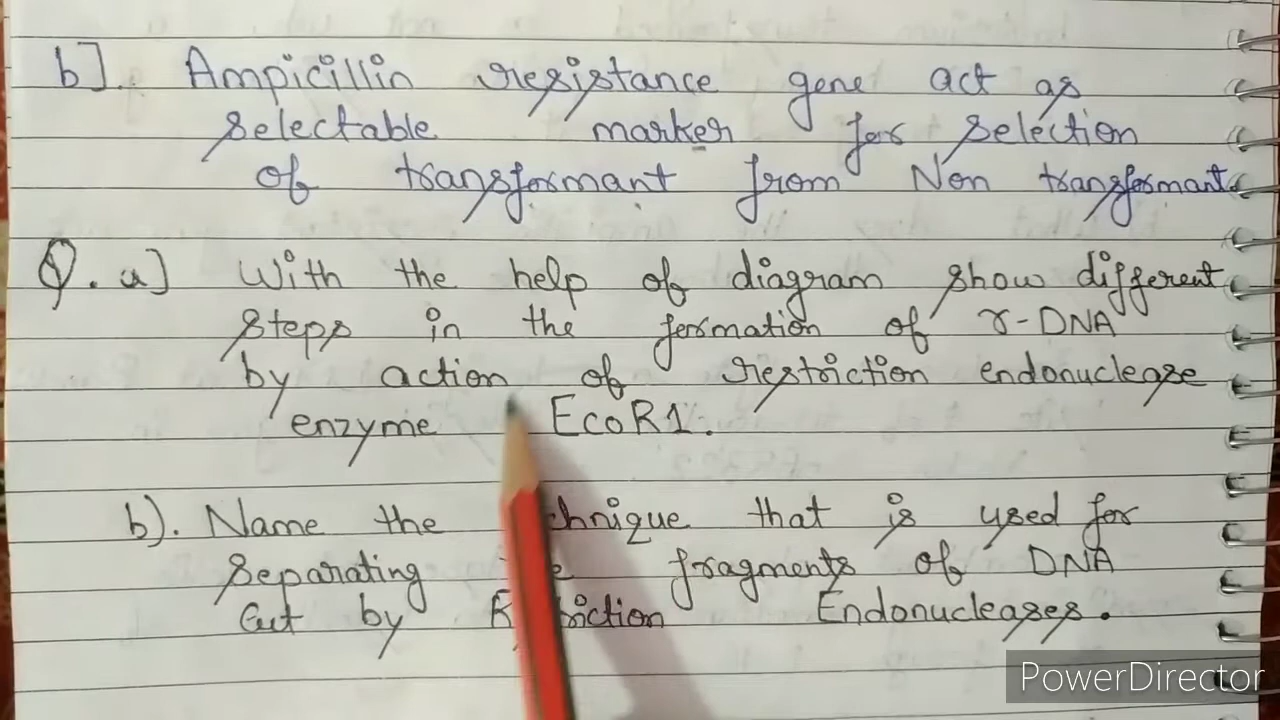 b]. Ampicillin resistance gene act as
selectable marker for selection
of transformant from Non transformant.
Q. a] With the help of diagram show different
steps in the formation of r-DNA
by action of restriction endonuclease
enzyme EcoR1.
b). Name the chnique that is used for
Separating fragments of DNA
Cut by Endonucleases.
PowerDirector